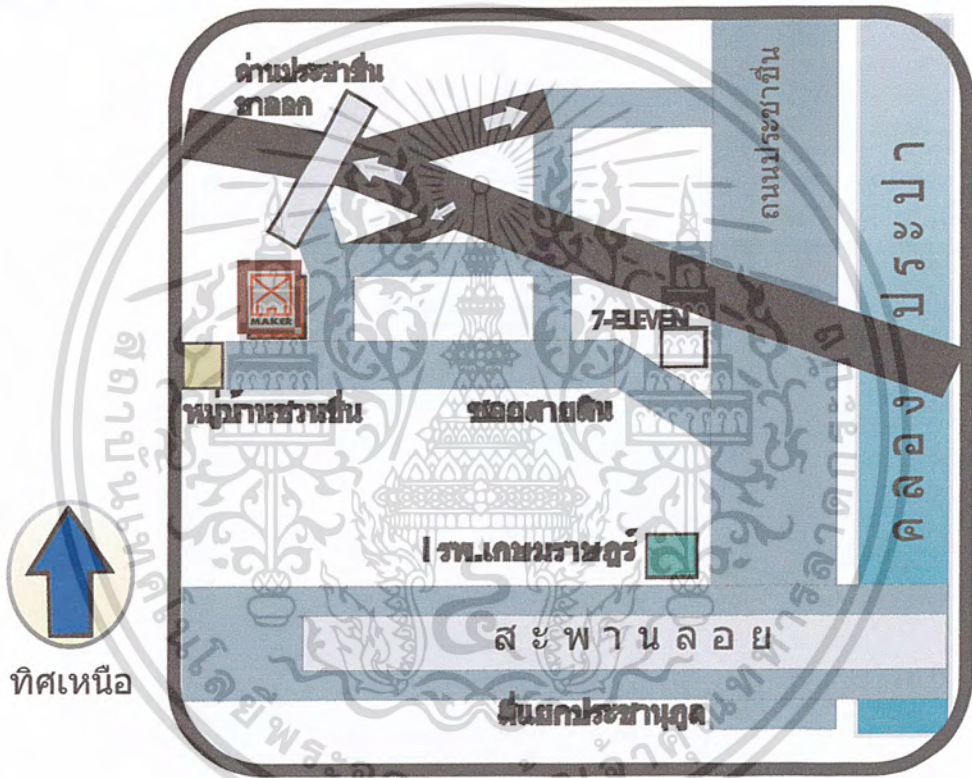 ด่านประชาชื่น
ขาออก
ถนนประชาชื่น
คลองประปา
MAKER
7-ELEVEN
หมู่บ้านชวนชื่น
ซอยสายดิน
รพ.เกษมราษฎร์
สะพานลอย
สี่แยกประชานุกูล
ทิศเหนือ